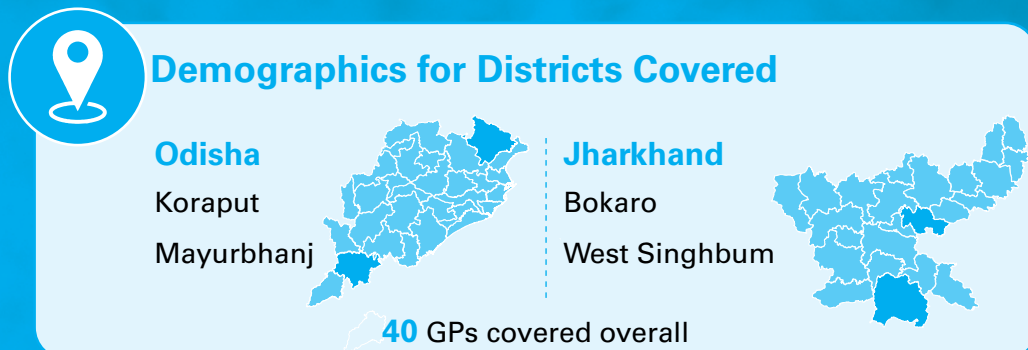 Demographics for Districts Covered
Odisha
Koraput
Mayurbhanj
Jharkhand
Bokaro
West Singhbum
40 GPs covered overall